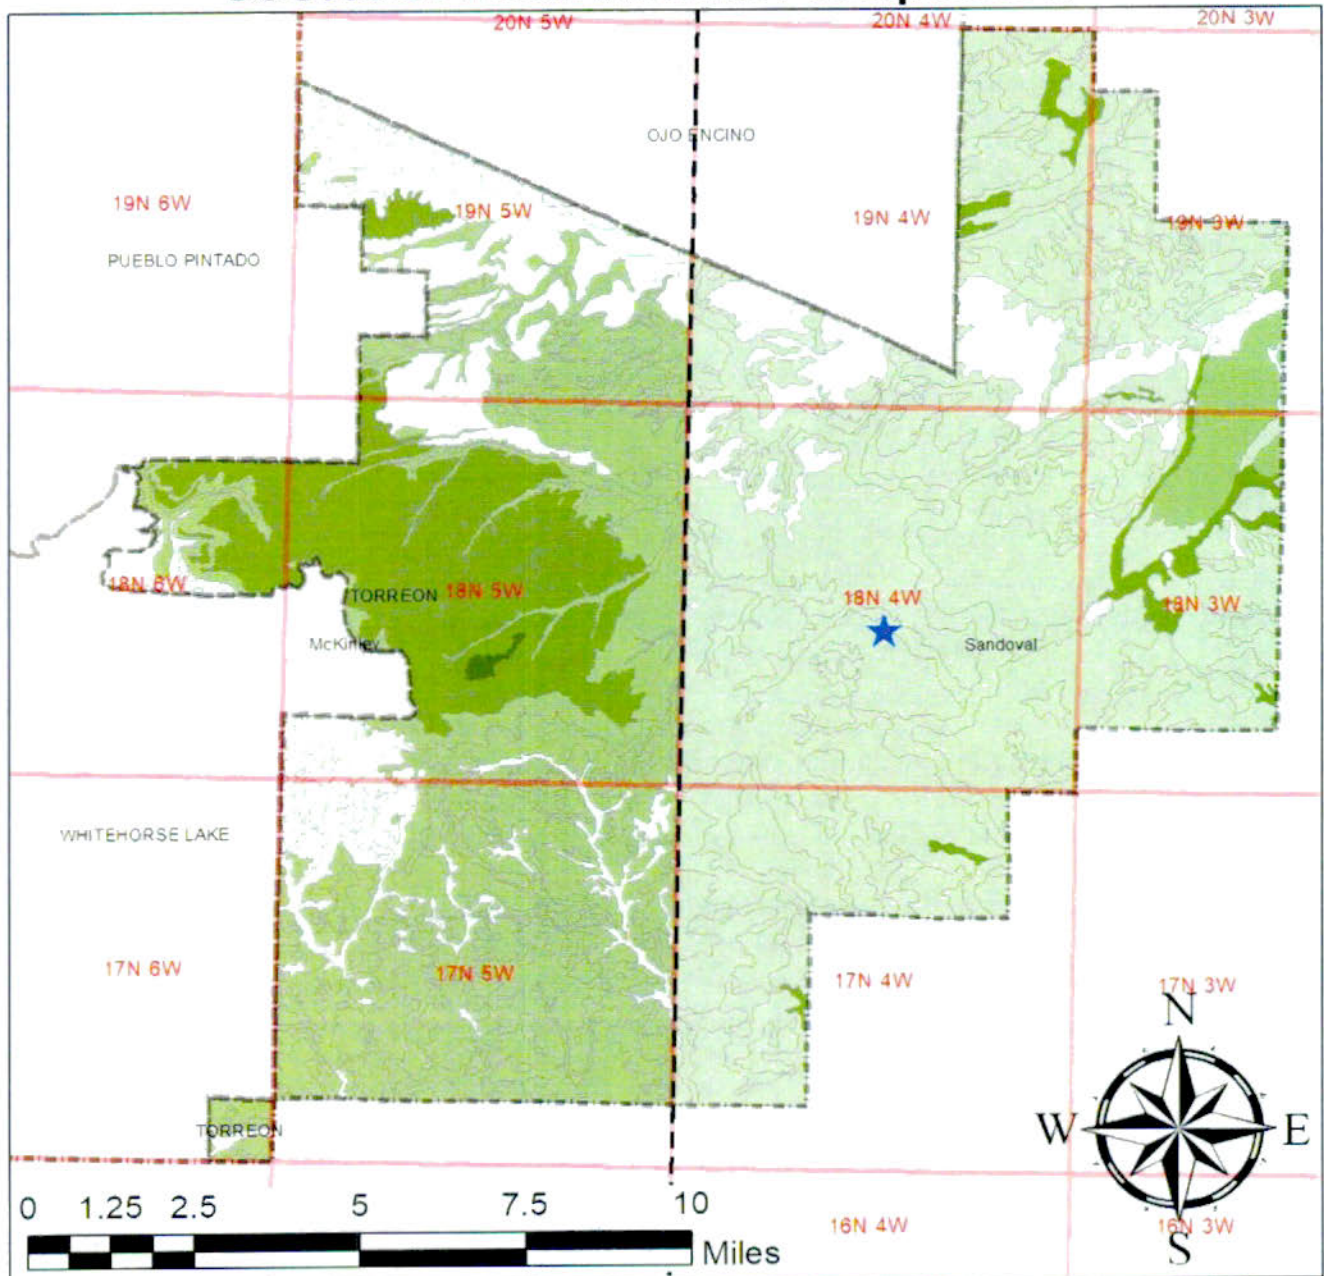 20N 5W 20N 4W 20N 3W
OJO ENCINO
19N 6W 19N 5W 19N 4W 19N 3W
PUEBLO PINTADO
18N 6W TORREON 18N 5W 18N 4W 18N 3W
McKinley Sandoval
WHITEHORSE LAKE
17N 6W 17N 5W 17N 4W 17N 3W
N
W E
TORREON
S
0 1.25 2.5 5 7.5 10
Miles
16N 4W 16N 3W